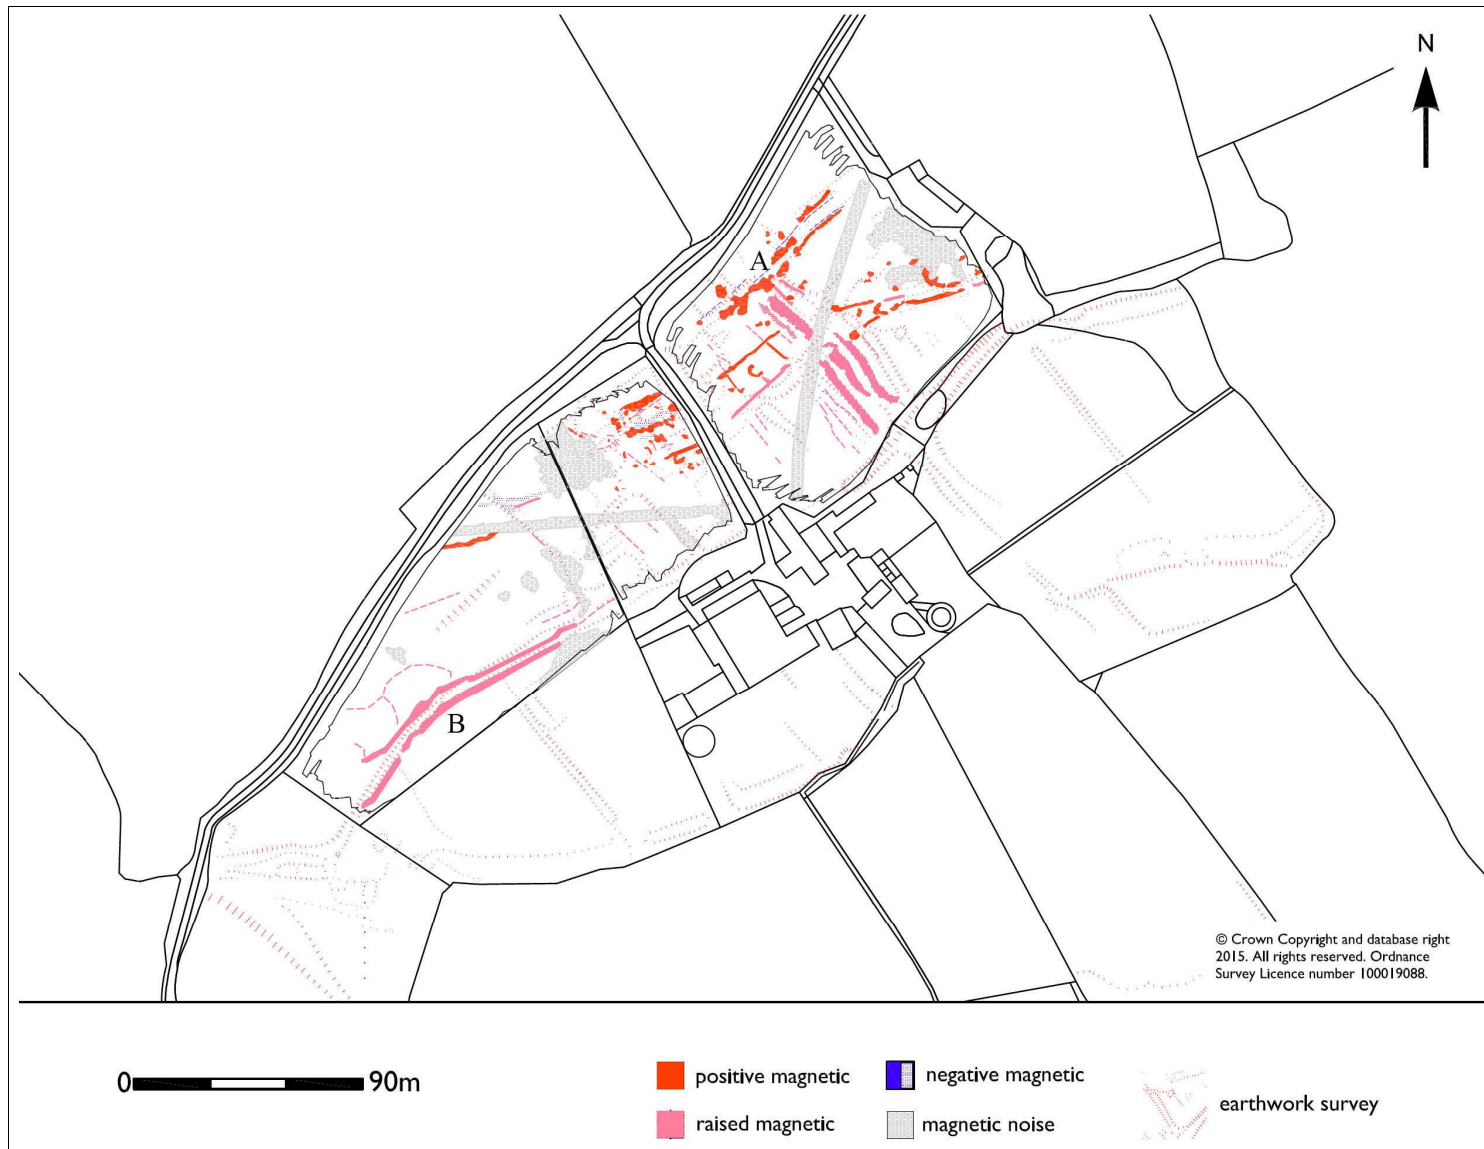 N
A
B
© Crown Copyright and database right
2015. All rights reserved. Ordnance
Survey Licence number 100019088.
0 90m
positive magnetic
negative magnetic
raised magnetic
magnetic noise
earthwork survey